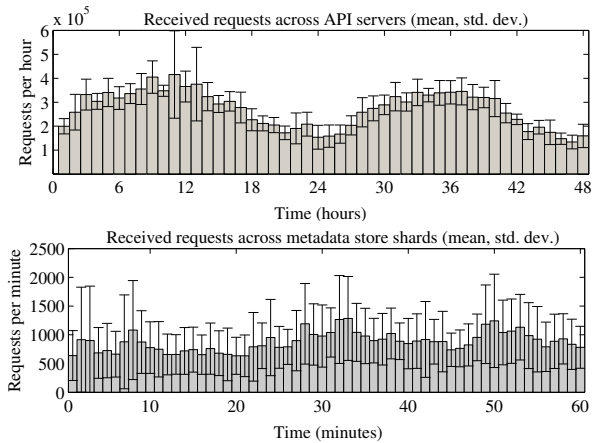 Received requests across API servers (mean, std. dev.)
x 10^5
6
5
4
3
2
1
Requests per hour
0 6 12 18 24 30 36 42 48
Time (hours)
Received requests across metadata store shards (mean, std. dev.)
2500
2000
1500
1000
500
0
Requests per minute
0 10 20 30 40 50 60
Time (minutes)